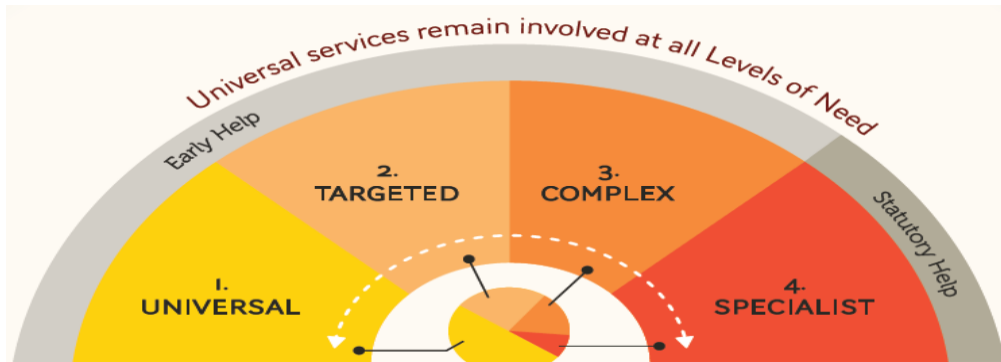 Universal services remain involved at all Levels of Need
Early Help
2.
TARGETED
3.
COMPLEX
Statutory Help
1.
UNIVERSAL
4.
SPECIALIST